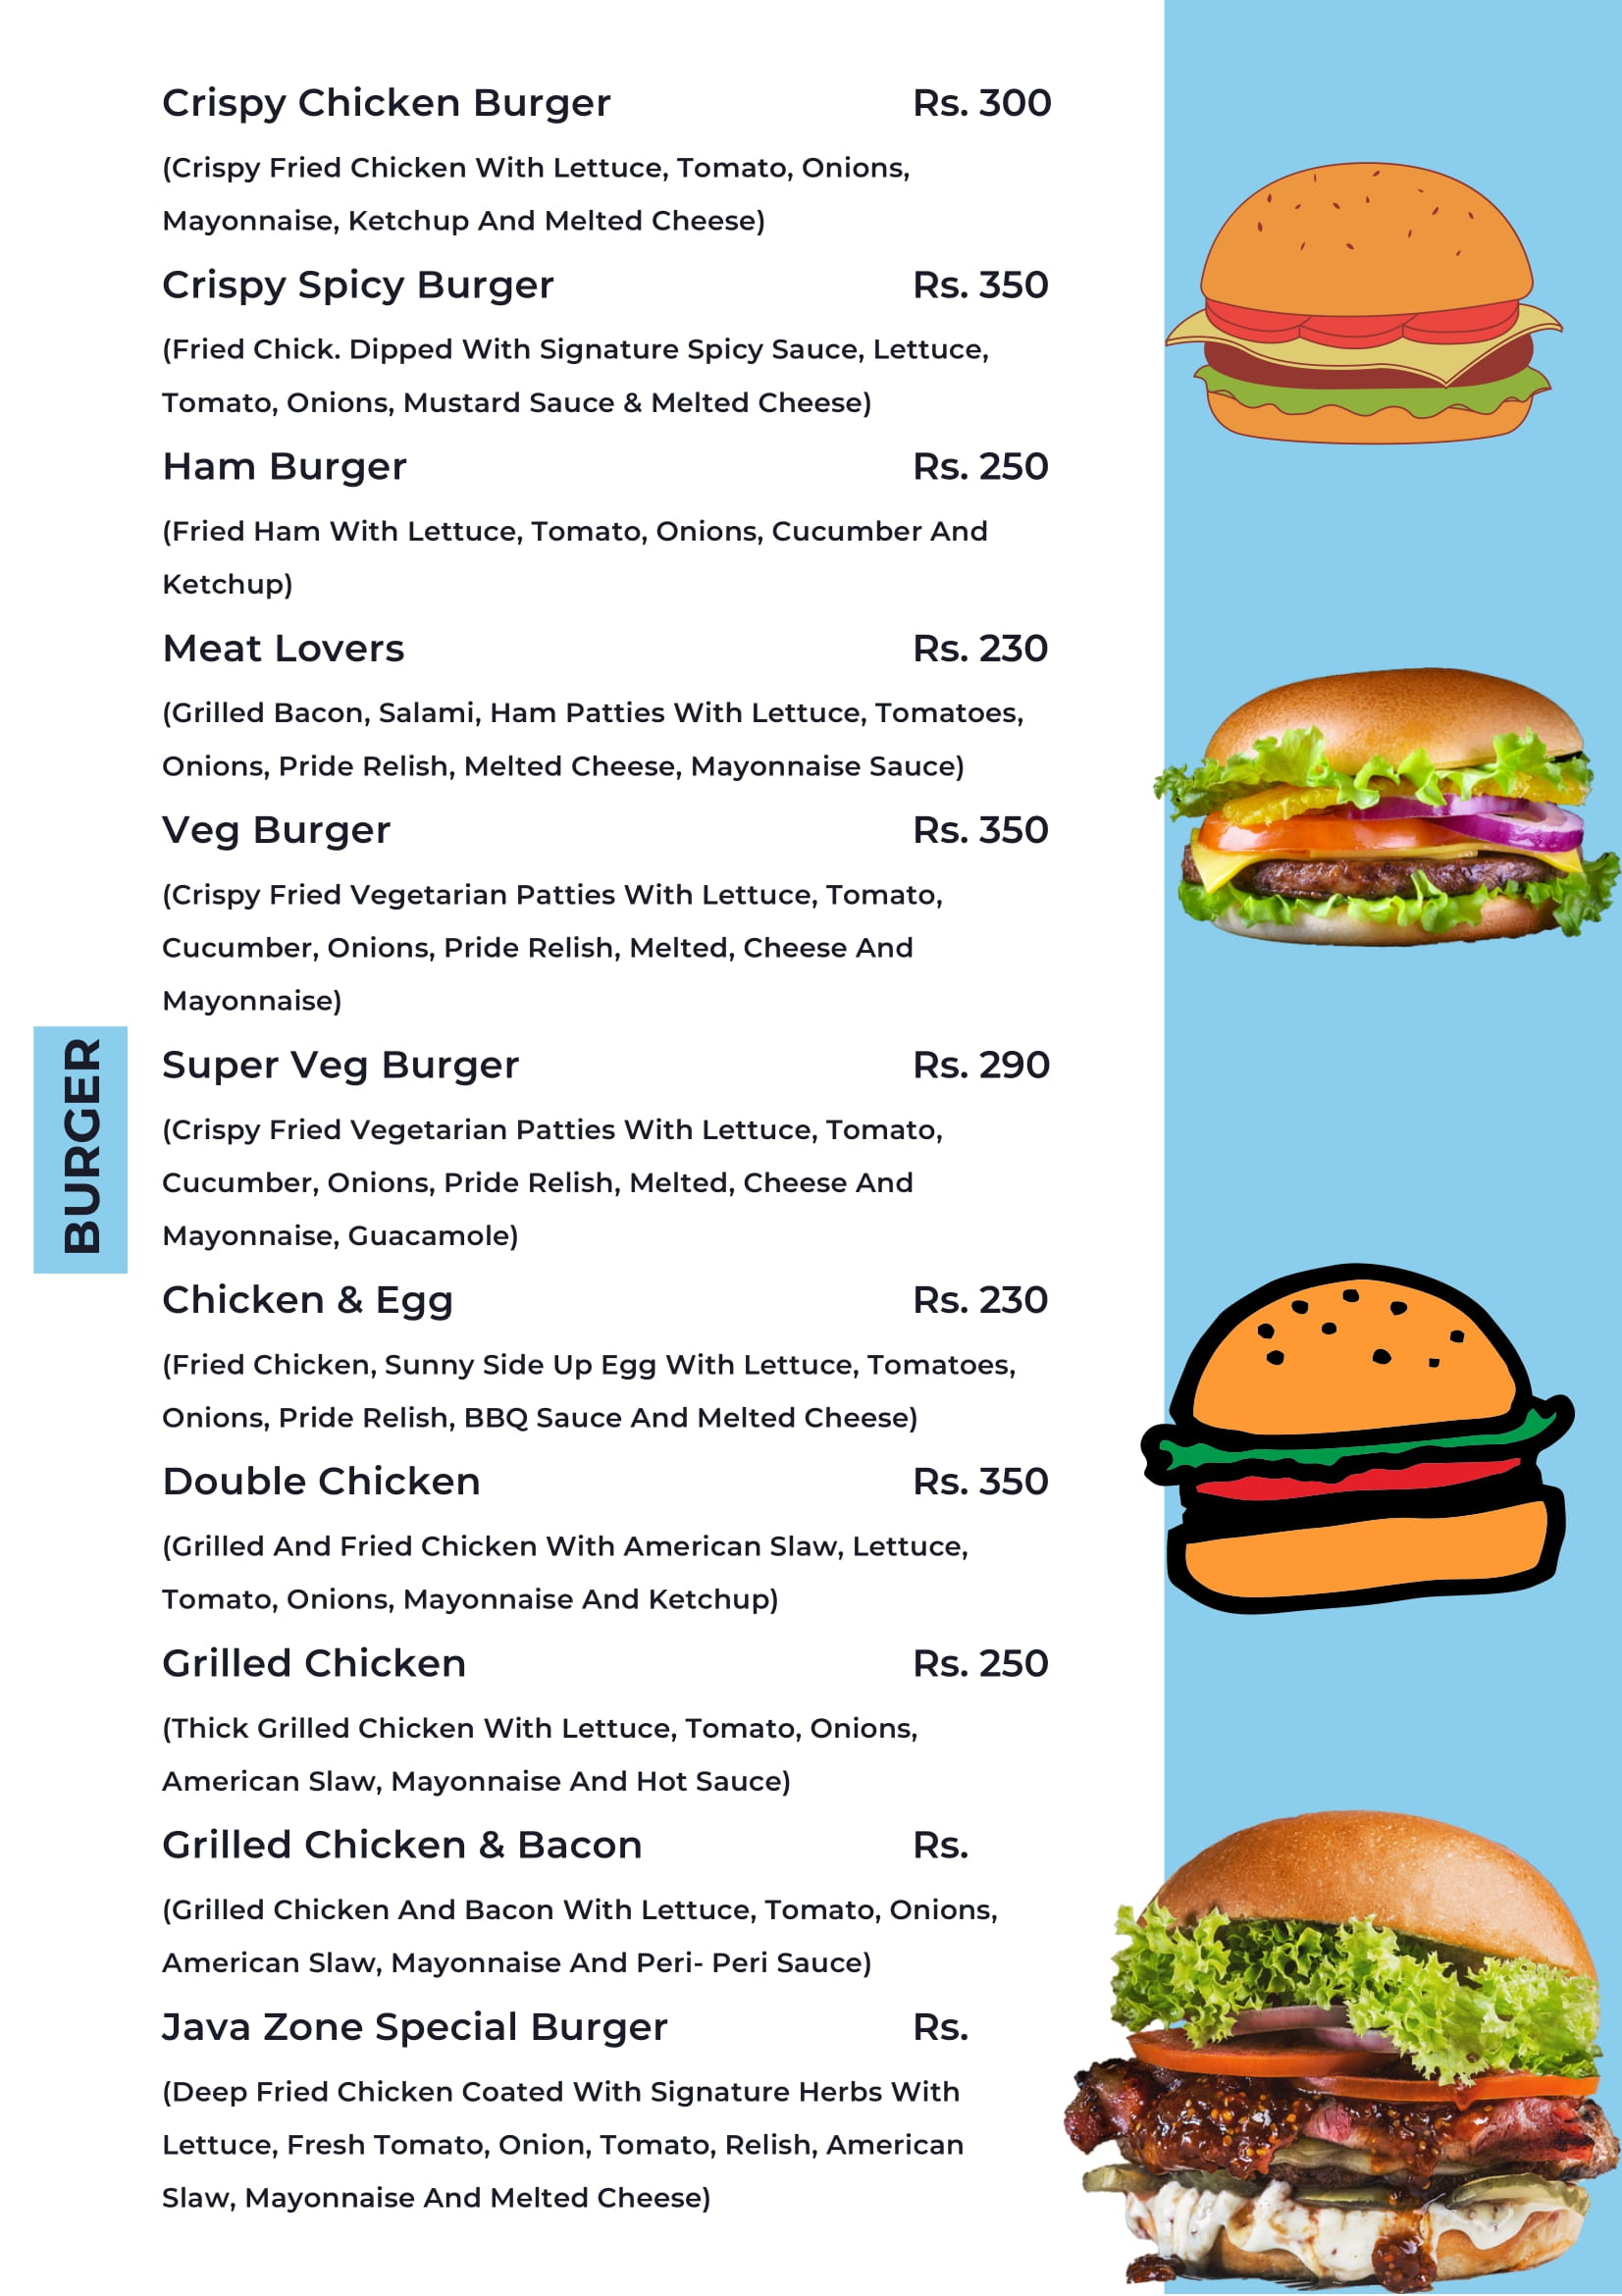 Crispy Chicken Burger Rs. 300
(Crispy Fried Chicken With Lettuce, Tomato, Onions,
Mayonnaise, Ketchup And Melted Cheese)
Crispy Spicy Burger Rs. 350
(Fried Chick. Dipped With Signature Spicy Sauce, Lettuce,
Tomato, Onions, Mustard Sauce & Melted Cheese)
Ham Burger Rs. 250
(Fried Ham With Lettuce, Tomato, Onions, Cucumber And
Ketchup)
Meat Lovers Rs. 230
(Grilled Bacon, Salami, Ham Patties With Lettuce, Tomatoes,
Onions, Pride Relish, Melted Cheese, Mayonnaise Sauce)
Veg Burger Rs. 350
(Crispy Fried Vegetarian Patties With Lettuce, Tomato,
Cucumber, Onions, Pride Relish, Melted, Cheese And
Mayonnaise)
BURGER
Super Veg Burger Rs. 290
(Crispy Fried Vegetarian Patties With Lettuce, Tomato,
Cucumber, Onions, Pride Relish, Melted, Cheese And
Mayonnaise, Guacamole)
Chicken & Egg Rs. 230
(Fried Chicken, Sunny Side Up Egg With Lettuce, Tomatoes,
Onions, Pride Relish, BBQ Sauce And Melted Cheese)
Double Chicken Rs. 350
(Grilled And Fried Chicken With American Slaw, Lettuce,
Tomato, Onions, Mayonnaise And Ketchup)
Grilled Chicken Rs. 250
(Thick Grilled Chicken With Lettuce, Tomato, Onions,
American Slaw, Mayonnaise And Hot Sauce)
Grilled Chicken & Bacon Rs.
(Grilled Chicken And Bacon With Lettuce, Tomato, Onions,
American Slaw, Mayonnaise And Peri- Peri Sauce)
Java Zone Special Burger Rs.
(Deep Fried Chicken Coated With Signature Herbs With
Lettuce, Fresh Tomato, Onion, Tomato, Relish, American
Slaw, Mayonnaise And Melted Cheese)